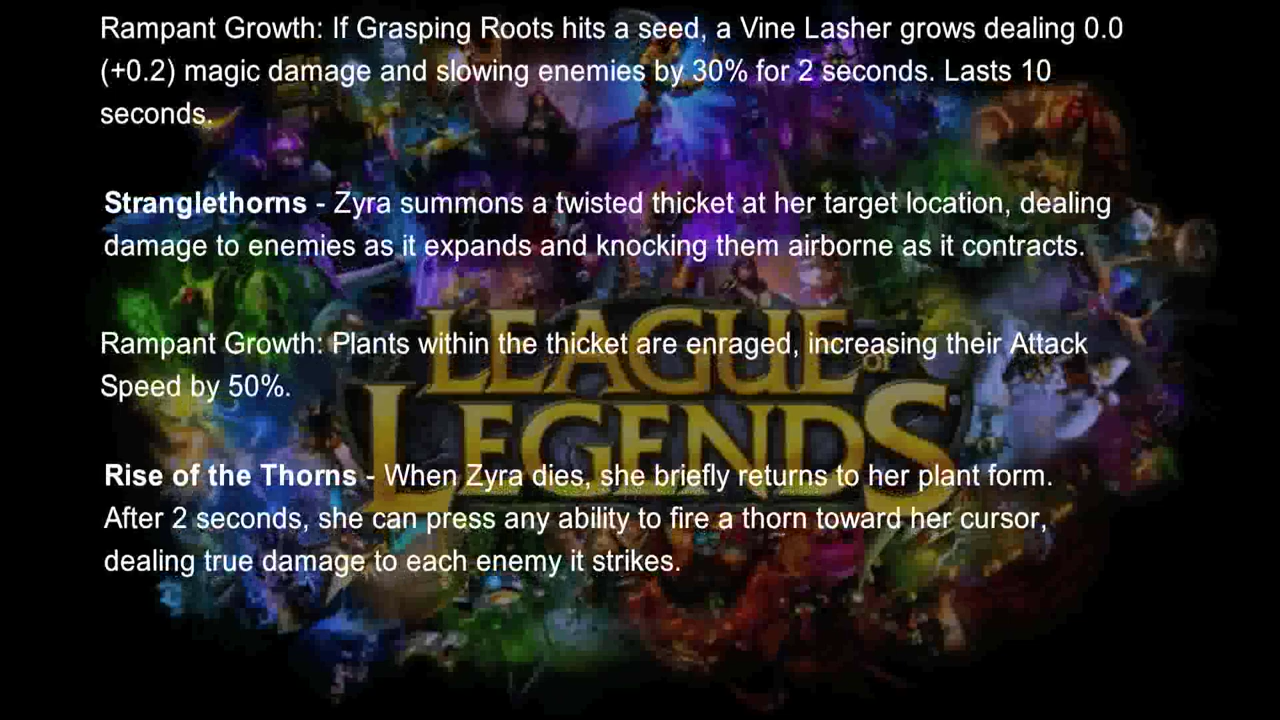 Rampant Growth: If Grasping Roots hits a seed, a Vine Lasher grows dealing 0.0
(+0.2) magic damage and slowing enemies by 30% for 2 seconds. Lasts 10
seconds.
Stranglethorns - Zyra summons a twisted thicket at her target location, dealing
damage to enemies as it expands and knocking them airborne as it contracts.
Rampant Growth: Plants within the thicket are enraged, increasing their Attack
Speed by 50%.
LEAGUE OF
LEGENDS
Rise of the Thorns - When Zyra dies, she briefly returns to her plant form.
After 2 seconds, she can press any ability to fire a thorn toward her cursor,
dealing true damage to each enemy it strikes.